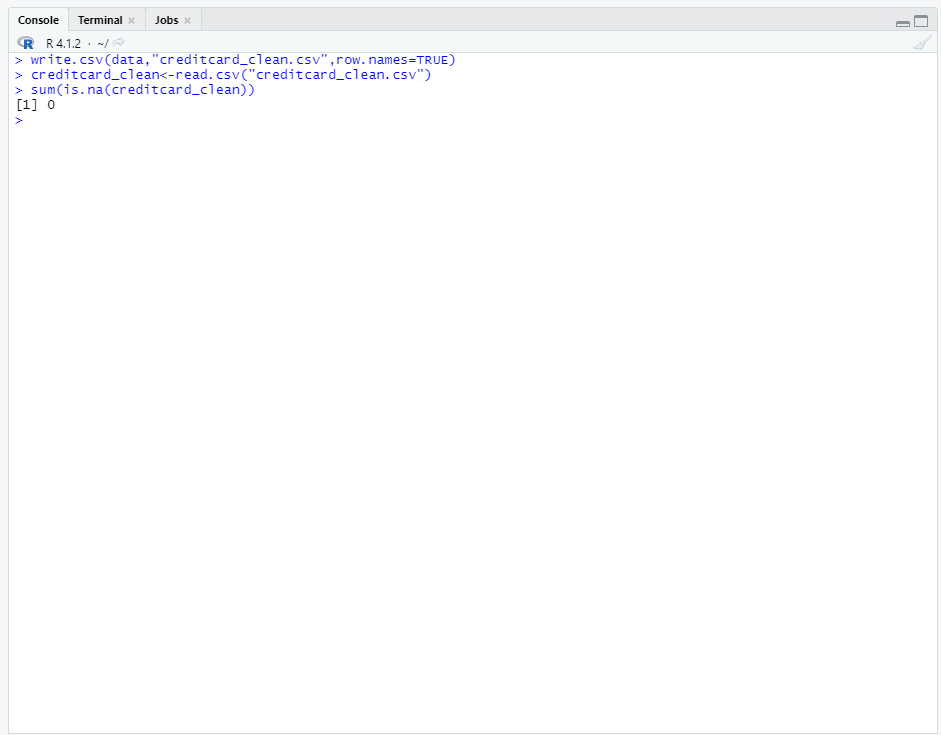 Console Terminal Jobs
R R 4.1.2 · ~/
> write.csv(data,"creditcard_clean.csv",row.names=TRUE)
> creditcard_clean<-read.csv("creditcard_clean.csv")
> sum(is.na(creditcard_clean))
[1] 0
>